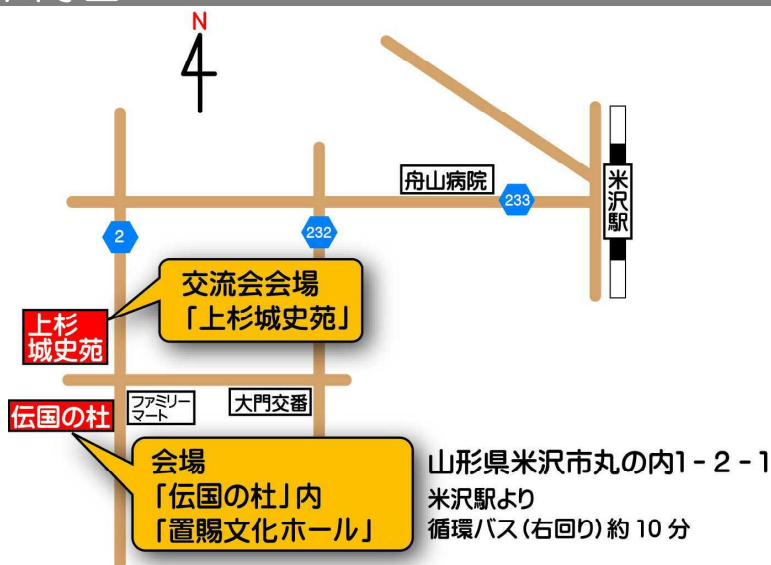 N
舟山病院
233
米沢駅
2
232
交流会会場
「上杉城史苑」
上杉
城史苑
ファミリー
マート
大門交番
伝国の杜
会場
「伝国の杜」内
「置賜文化ホール」
山形県米沢市丸の内1-2-1
米沢駅より
循環バス(右回り)約10分